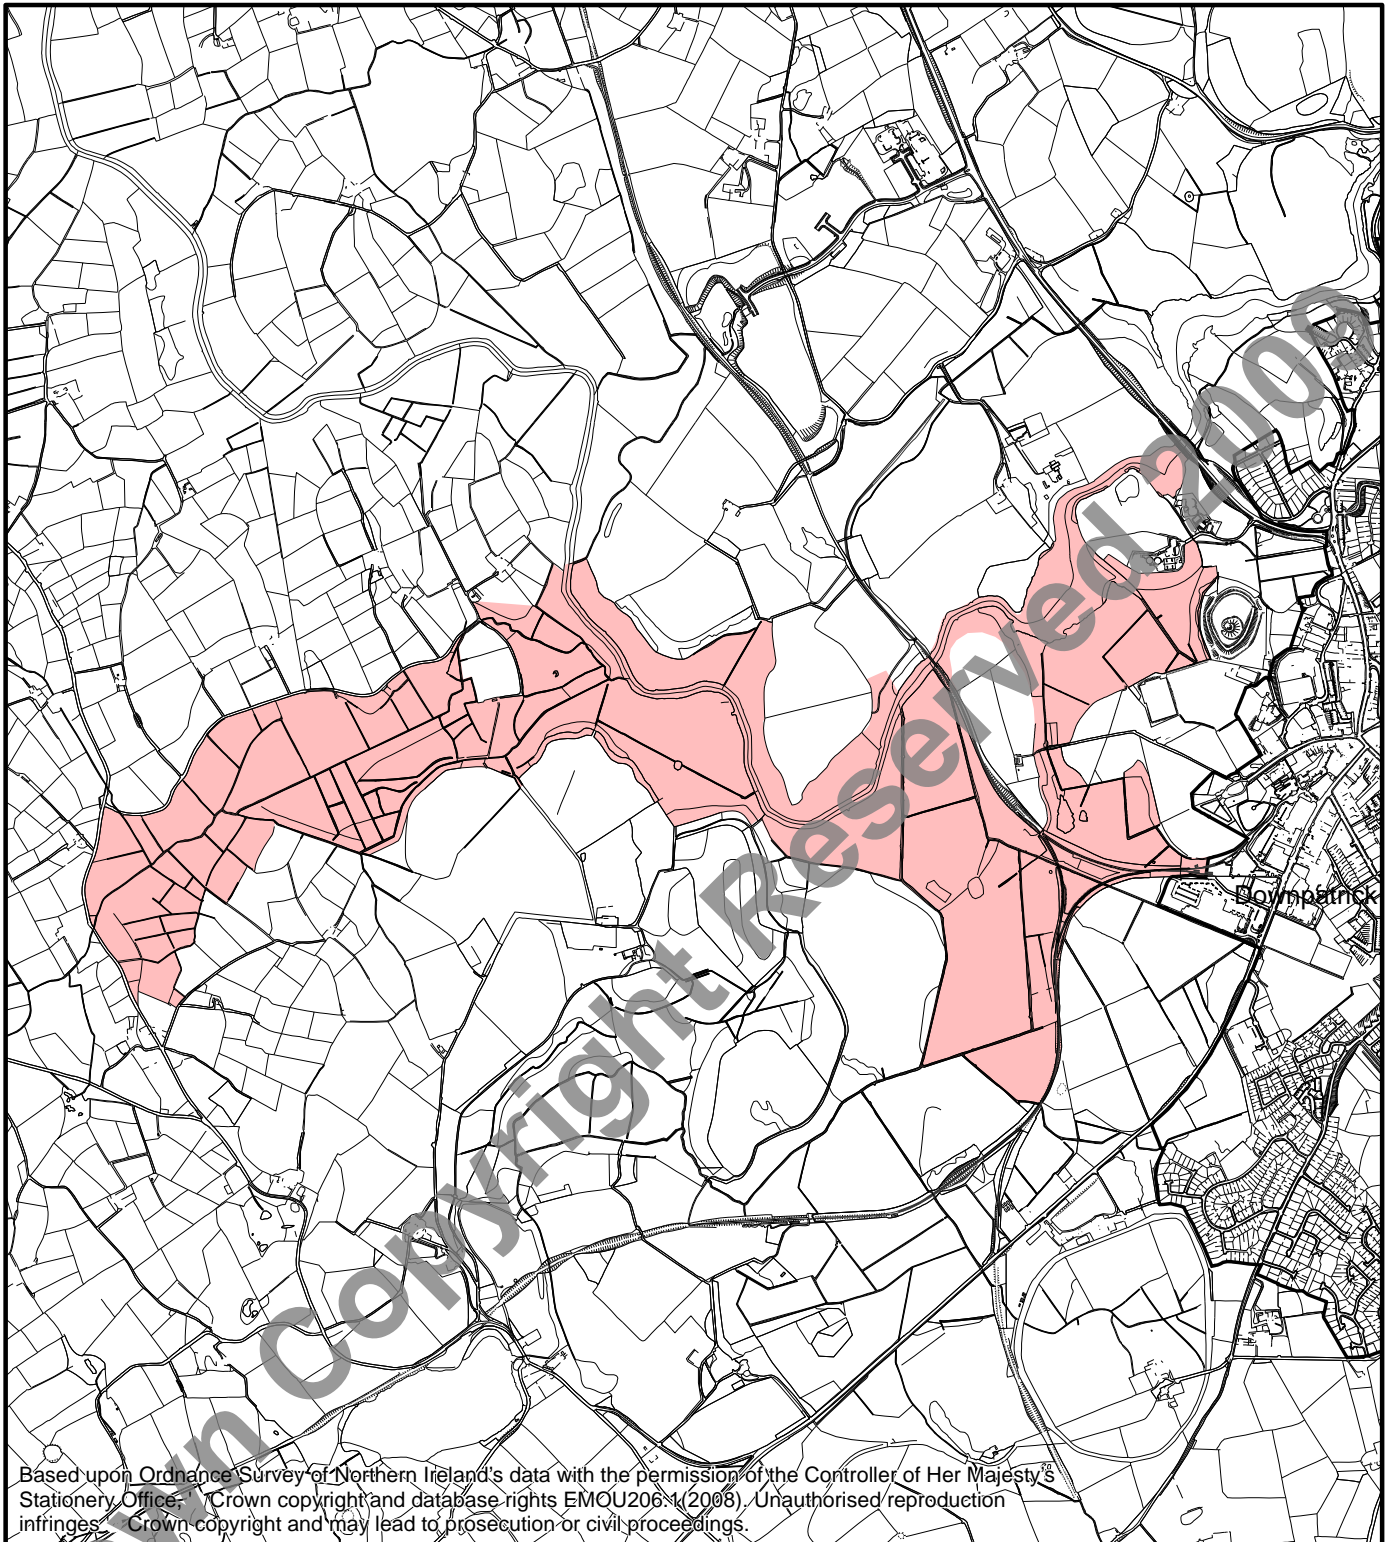 Downpatrick
wn Copyright Reserved 2009
Based upon Ordnance Survey of Northern Ireland's data with the permission of the Controller of Her Majesty's
Stationery Office, Crown copyright and database rights EMOU206.1(2008). Unauthorised reproduction
infringes Crown copyright and may lead to prosecution or civil proceedings.